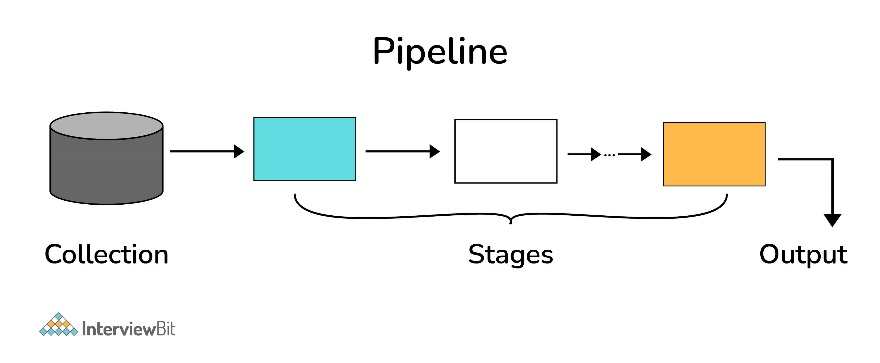 Pipeline
...
Collection
Stages
Output
InterviewBit